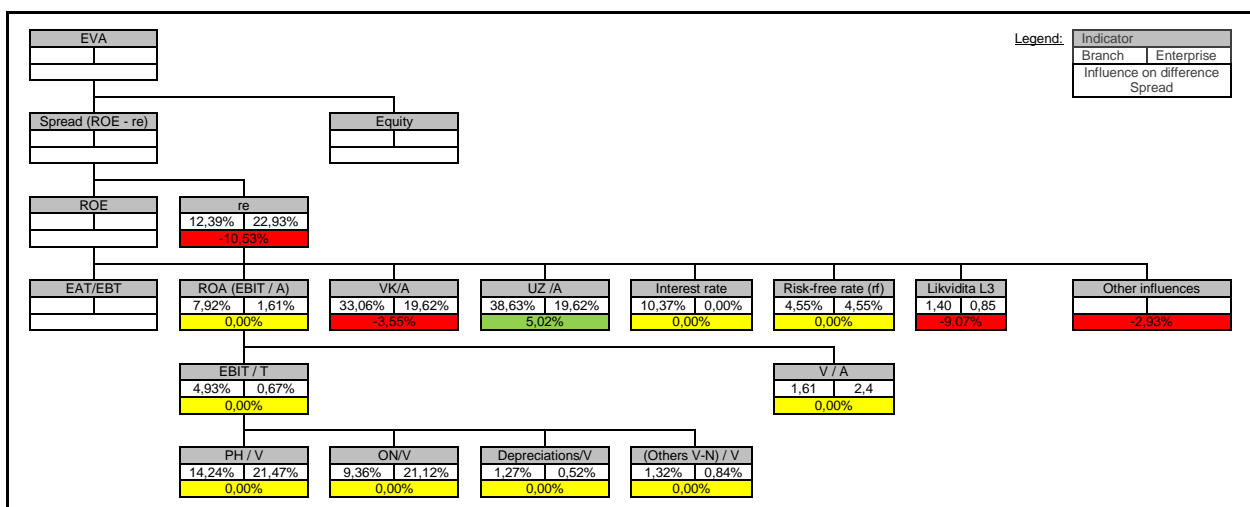 EVA
Legend:
Indicator
Branch Enterprise
Influence on difference
Spread
Spread (ROE - re)
Equity
ROE
re
12,39% 22,93%
-10,53%
EAT/EBT
ROA (EBIT / A)
VK/A
UZ /A
Interest rate
Risk-free rate (rf)
Likvidita L3
Other influences
7,92% 1,61%
33,06% 19,62%
38,63% 19,62%
10,37% 0,00%
4,55% 4,55%
1,40 0,85
0,00%
-3,55%
5,02%
0,00%
0,00%
-9,07%
-2,93%
EBIT / T
V / A
4,93% 0,67%
1,61 2,4
0,00%
0,00%
PH / V
ON/V
Depreciations/V
(Others V-N) / V
14,24% 21,47%
9,36% 21,12%
1,27% 0,52%
1,32% 0,84%
0,00%
0,00%
0,00%
0,00%